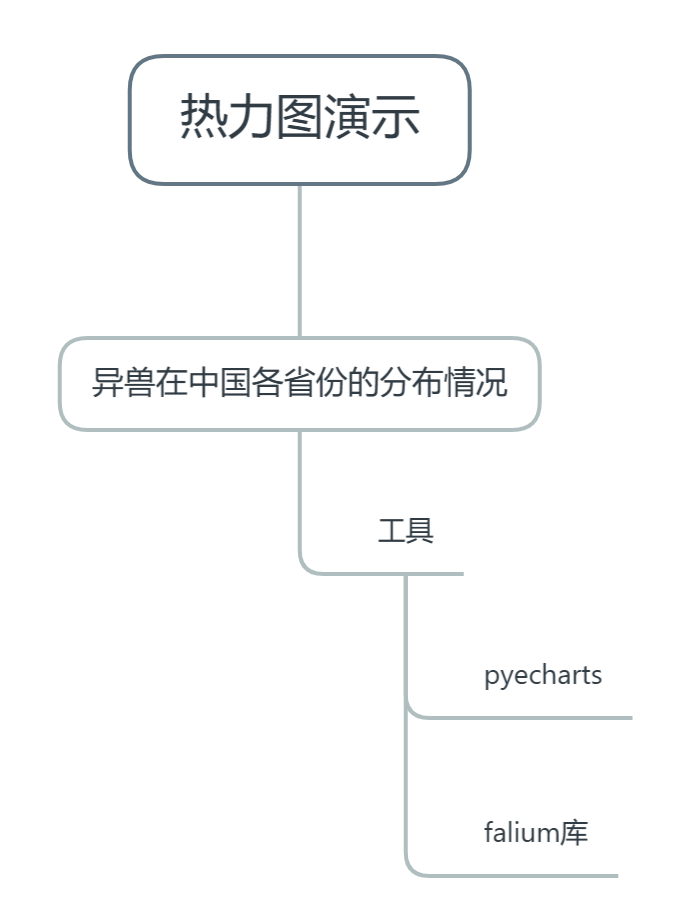 热力图演示
异兽在中国各省份的分布情况
工具
pyecharts
falium库